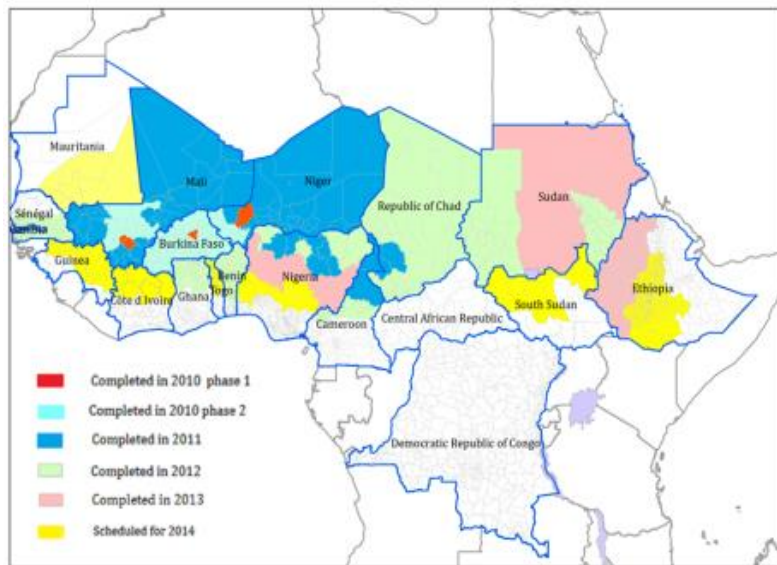 Mauritania
Mali
Niger
Republic of Chad
Sudan
Sénégal
Gambia
Burkina Faso
Guinea
Côte d Ivoire
Ghana
Togo
Benin
Nigeria
Cameroon
Central African Republic
South Sudan
Ethiopia
Democratic Republic of Congo
Completed in 2010 phase 1
Completed in 2010 phase 2
Completed in 2011
Completed in 2012
Completed in 2013
Scheduled for 2014